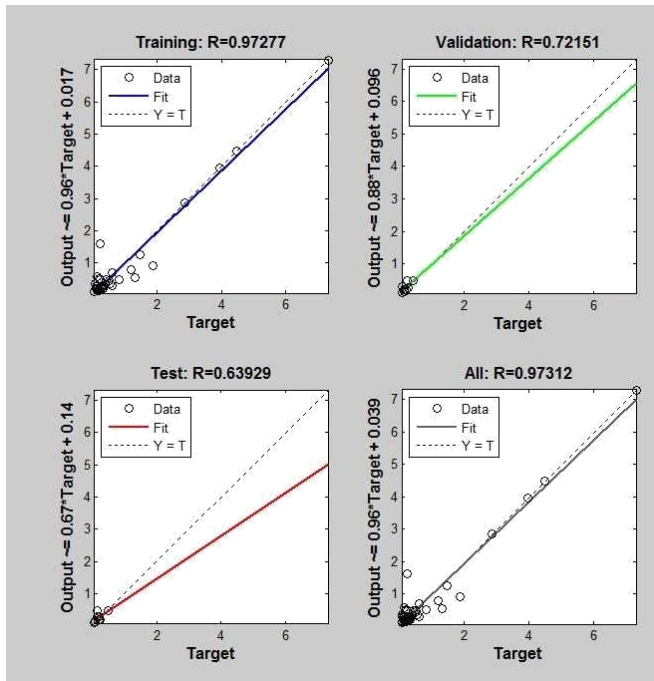 Training: R=0.97277
Output ~= 0.96*Target + 0.017
7
6
5
4
3
2
1
Data
Fit
Y = T
2
4
6
Target
Validation: R=0.72151
Output ~= 0.88*Target + 0.096
7
6
5
4
3
2
1
Data
Fit
Y = T
2
4
6
Target
Test: R=0.63929
Output ~= 0.67*Target + 0.14
7
6
5
4
3
2
1
Data
Fit
Y = T
2
4
6
Target
All: R=0.97312
Output ~= 0.96*Target + 0.039
7
6
5
4
3
2
1
Data
Fit
Y = T
2
4
6
Target